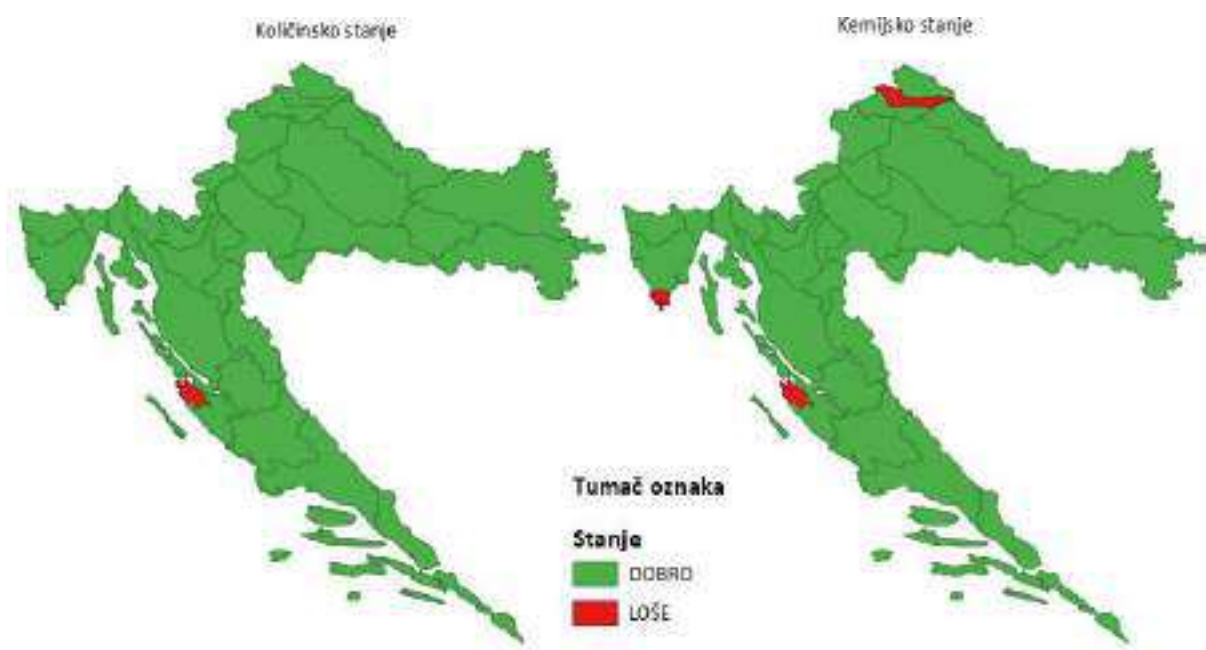 Količinsko stanje
Kemijsko stanje
Tumač oznaka
Stanje
DOBRO
LOŠE